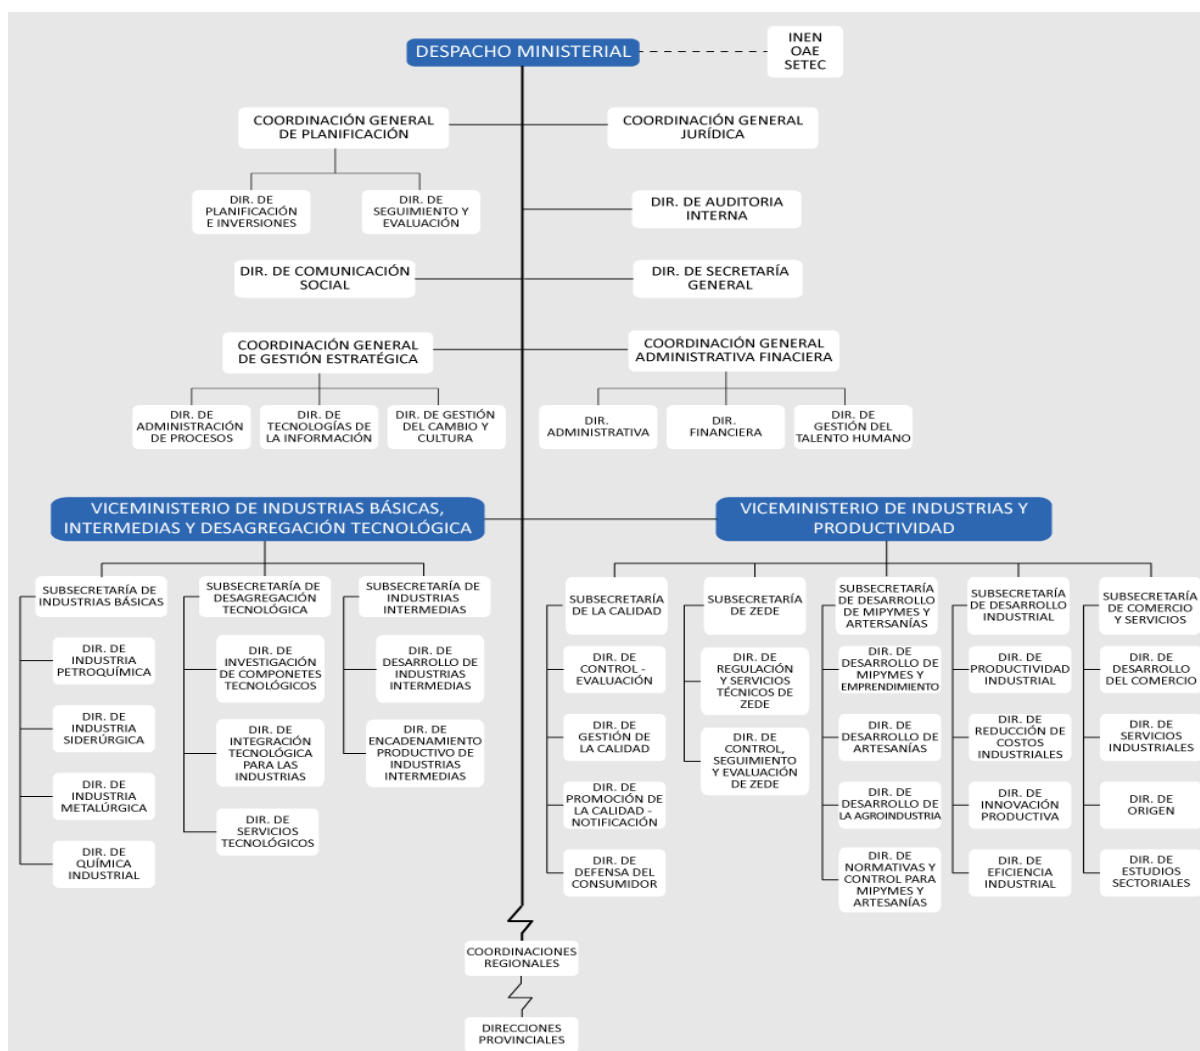 DESPACHO MINISTERIAL
INEN
OAE
SETEC
COORDINACIÓN GENERAL
DE PLANIFICACIÓN
COORDINACIÓN GENERAL
JURÍDICA
DIR. DE
PLANIFICACIÓN
E INVERSIONES
DIR. DE
SEGUIMIENTO Y
EVALUACIÓN
DIR. DE AUDITORIA
INTERNA
DIR. DE COMUNICACIÓN
SOCIAL
DIR. DE SECRETARÍA
GENERAL
COORDINACIÓN GENERAL
DE GESTIÓN ESTRATÉGICA
COORDINACIÓN GENERAL
ADMINISTRATIVA FINACIERA
DIR. DE
ADMINISTRACIÓN
DE PROCESOS
DIR. DE
TECNOLOGÍAS DE
LA INFORMACIÓN
DIR. DE GESTIÓN
DEL CAMBIO Y
CULTURA
DIR.
ADMINISTRATIVA
DIR.
FINANCIERA
DIR. DE
GESTIÓN DEL
TALENTO HUMANO
VICEMINISTERIO DE INDUSTRIAS BÁSICAS,
INTERMEDIAS Y DESAGREGACIÓN TECNOLÓGICA
VICEMINISTERIO DE INDUSTRIAS Y
PRODUCTIVIDAD
SUBSECRETARÍA DE
INDUSTRIAS BÁSICAS
DIR. DE
INDUSTRIA
PETROQUÍMICA
DIR. DE
INDUSTRIA
SIDERÚRGICA
DIR. DE
INDUSTRIA
METALÚRGICA
DIR. DE
QUÍMICA
INDUSTRIAL
SUBSECRETARÍA DE
DESAGREGACIÓN
TECNOLÓGICA
DIR. DE
INVESTIGACIÓN
DE COMPONETES
TECNOLÓGICOS
DIR. DE
INTEGRACIÓN
TECNOLÓGICA
PARA LAS
INDUSTRIAS
DIR. DE
SERVICIOS
TECNOLÓGICOS
SUBSECRETARÍA DE
INDUSTRIAS
INTERMEDIAS
DIR. DE
DESARROLLO DE
INDUSTRIAS
INTERMEDIAS
DIR. DE
ENCADENAMIENTO
PRODUCTIVO DE
INDUSTRIAS
INTERMEDIAS
SUBSECRETARÍA
DE LA CALIDAD
DIR. DE
CONTROL -
EVALUACIÓN
DIR. DE
GESTIÓN DE
LA CALIDAD
DIR. DE
PROMOCIÓN DE
LA CALIDAD -
NOTIFICACIÓN
DIR. DE
DEFENSA DEL
CONSUMIDOR
SUBSECRETARÍA
DE ZEDE
DIR. DE
REGULACIÓN
Y SERVICIOS
TÉCNICOS DE
ZEDE
DIR. DE
CONTROL,
SEGUIMIENTO
Y EVALUACIÓN
DE ZEDE
SUBSECRETARÍA
DE DESARROLLO DE
MIPYMES Y
ARTERSANÍAS
DIR. DE
DESARROLLO DE
MIPYMES Y
EMPRENDIMIENTO
DIR. DE
DESARROLLO DE
ARTESANÍAS
DIR. DE
DESARROLLO DE
LA AGROINDUSTRIA
DIR. DE
NORMATIVAS Y
CONTROL PARA
MIPYMES Y
ARTESANÍAS
SUBSECRETARÍA
DE DESARROLLO
INDUSTRIAL
DIR. DE
PRODUCTIVIDAD
INDUSTRIAL
DIR. DE
REDUCCIÓN DE
COSTOS
INDUSTRIALES
DIR. DE
INNOVACIÓN
PRODUCTIVA
DIR. DE
EFICIENCIA
INDUSTRIAL
SUBSECRETARÍA
DE COMERCIO
Y SERVICIOS
DIR. DE
DESARROLLO
DEL COMERCIO
DIR. DE
SERVICIOS
INDUSTRIALES
DIR. DE
ORIGEN
DIR. DE
ESTUDIOS
SECTORIALES
COORDINACIONES
REGIONALES
DIRECCIONES
PROVINCIALES